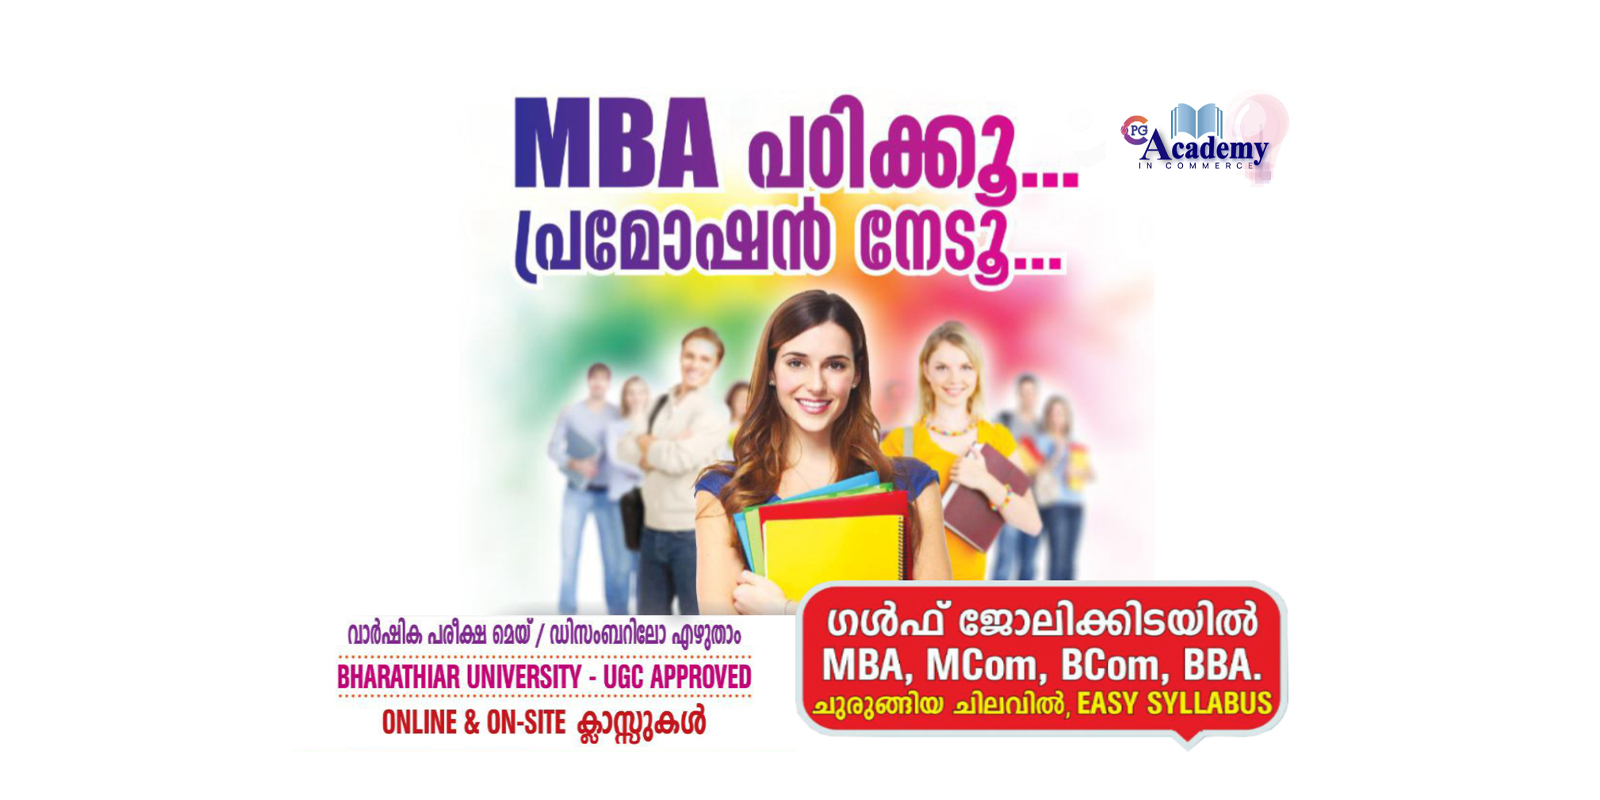 MBA പഠിക്കൂ...
പ്രമോഷൻ നേടൂ...
PG
Academy
IN COMMERCE
വാർഷിക പരീക്ഷ മെയ് / ഡിസംബറിലോ എഴുതാം
BHARATHIAR UNIVERSITY - UGC APPROVED
ONLINE & ON-SITE ക്ലാസ്സുകൾ
ഗൾഫ് ജോലിക്കിടയിൽ
MBA, MCom, BCom, BBA.
ചുരുങ്ങിയ ചിലവിൽ, EASY SYLLABUS